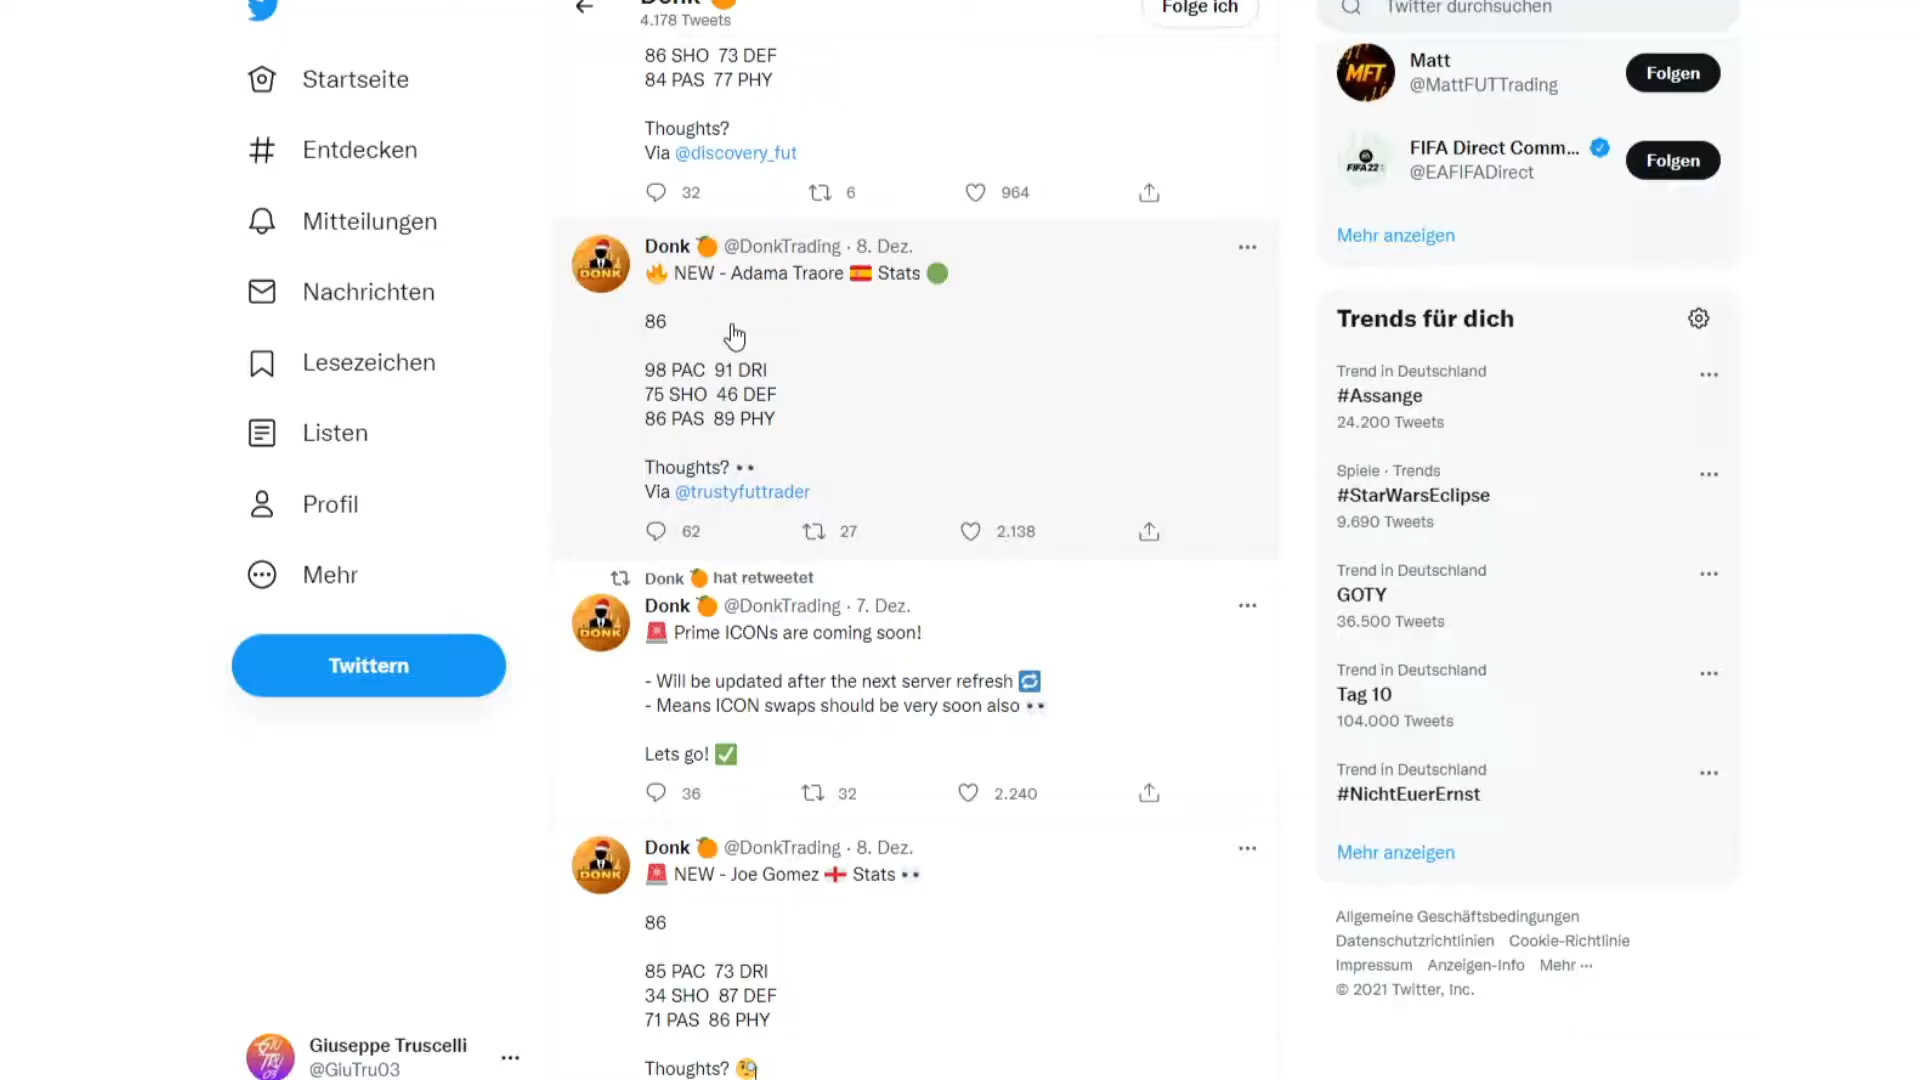 Startseite
Entdecken
Mitteilungen
Nachrichten
Lesezeichen
Listen
Profil
Mehr
Twittern
Giuseppe Truscelli
@GluTru03
Donk
4.178 Tweets
Folge ich
86 SHO 73 DEF
84 PAS 77 PHY
Thoughts?
Via @discovery_fut
32 6 964
Donk @DonkTrading · 8. Dez.
NEW - Adama Traore Stats
86
98 PAC 91 DRI
75 SHO 46 DEF
86 PAS 89 PHY
Thoughts?
Via @trustyfuttrader
62 27 2.138
Donk hat retweetet
Donk @DonkTrading · 7. Dez.
Prime ICONs are coming soon!
- Will be updated after the next server refresh
- Means ICON swaps should be very soon also
Lets go!
36 32 2.240
Donk @DonkTrading · 8. Dez.
NEW - Joe Gomez Stats
86
85 PAC 73 DRI
34 SHO 87 DEF
71 PAS 86 PHY
Thoughts?
Twitter durchsuchen
MFT
Matt
@MattFUTTrading
Folgen
FIFA 22
FIFA Direct Comm...
@EAFIFADirect
Folgen
Mehr anzeigen
Trends für dich
Trend in Deutschland
#Assange
24.200 Tweets
Spiele · Trends
#StarWarsEclipse
9.690 Tweets
Trend in Deutschland
GOTY
36.500 Tweets
Trend in Deutschland
Tag 10
104.000 Tweets
Trend in Deutschland
#NichtEuerErnst
Mehr anzeigen
Allgemeine Geschäftsbedingungen
Datenschutzrichtlinien Cookie-Richtlinie
Impressum Anzeigen-Info Mehr ···
© 2021 Twitter, Inc.